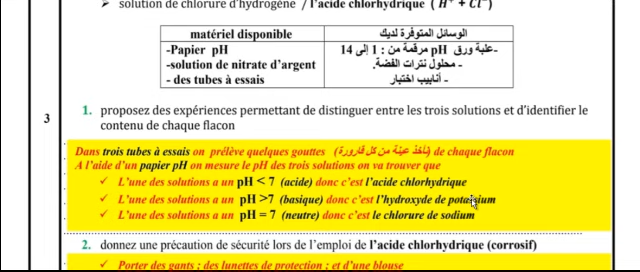 ➤ solution de chlorure d'hydrogène / l'acide chlorhydrique ( H⁺ + Cl⁻)
matériel disponible الوسائل المتوفرة لديك
-Papier pH -علبة ورق pH مرقمة من : 1 إلى 14
-solution de nitrate d'argent - محلول نترات الفضة.
- des tubes à essais - أنابيب اختبار
3
1. proposez des expériences permettant de distinguer entre les trois solutions et d'identifier le
contenu de chaque flacon
Dans trois tubes à essais on prélève quelques gouttes (نأخذ عينة من كل قارورة) de chaque flacon
A l'aide d'un papier pH on mesure le pH des trois solutions on va trouver que
✓ L'une des solutions a un pH < 7 (acide) donc c'est l'acide chlorhydrique
✓ L'une des solutions a un pH >7 (basique) donc c'est l'hydroxyde de potassium
✓ L'une des solutions a un pH = 7 (neutre) donc c'est le chlorure de sodium
2. donnez une précaution de sécurité lors de l'emploi de l'acide chlorhydrique (corrosif)
✓ Porter des gants ; des lunettes de protection ; et d'une blouse